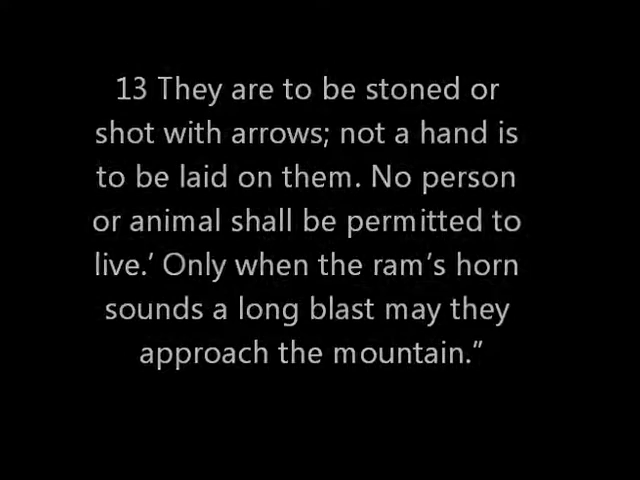 13 They are to be stoned or
shot with arrows; not a hand is
to be laid on them. No person
or animal shall be permitted to
live.’ Only when the ram’s horn
sounds a long blast may they
approach the mountain.”